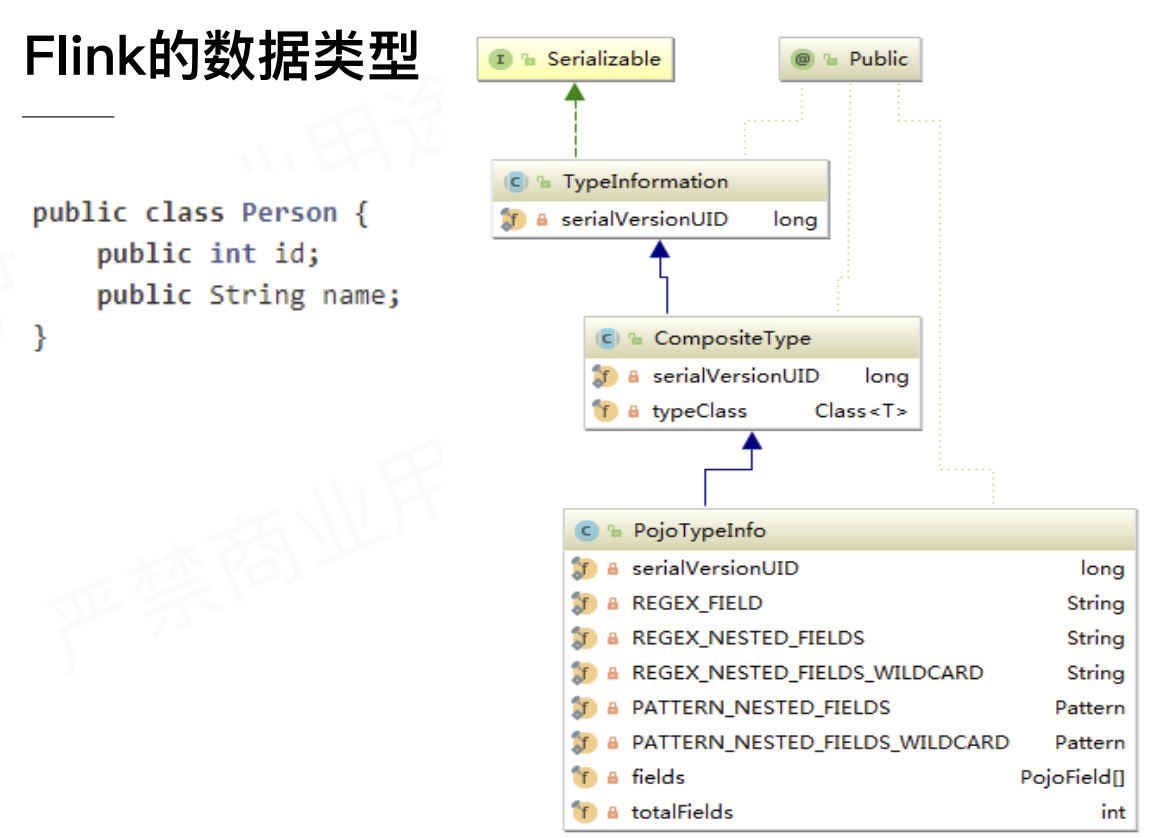 Flink的数据类型
public class Person {
public int id;
public String name;
}
I Serializable
@ Public
C TypeInformation
f serialVersionUID long
C CompositeType
f serialVersionUID long
f typeClass Class<T>
C PojoTypeInfo
f serialVersionUID long
f REGEX_FIELD String
f REGEX_NESTED_FIELDS String
f REGEX_NESTED_FIELDS_WILDCARD String
f PATTERN_NESTED_FIELDS Pattern
f PATTERN_NESTED_FIELDS_WILDCARD Pattern
f fields PojoField[]
f totalFields int
业用途
严禁商业用